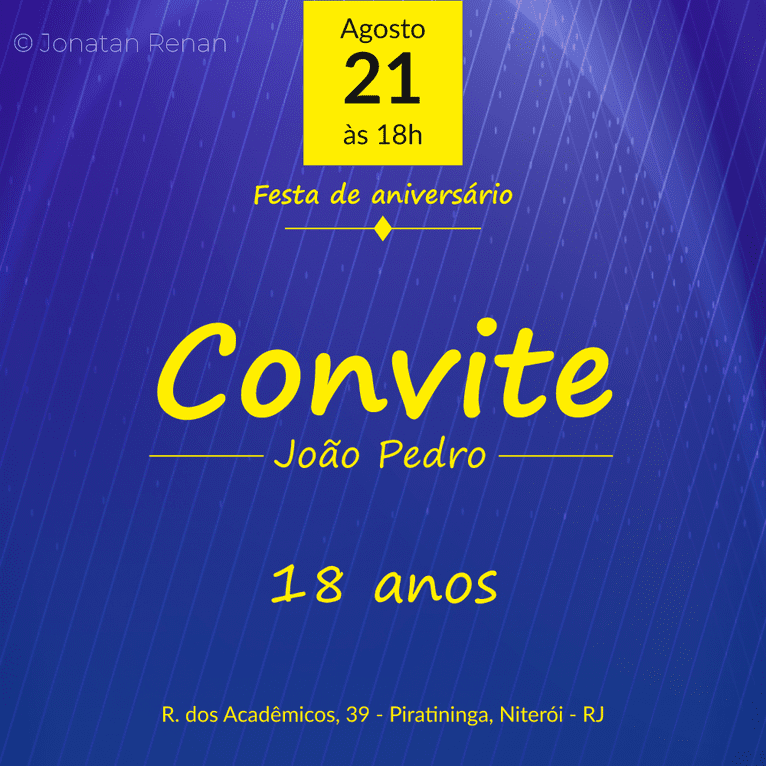 © Jonatan Renan
Agosto
21
às 18h
Festa de aniversário
Convite
João Pedro
18 anos
R. dos Acadêmicos, 39 - Piratininga, Niterói - RJ